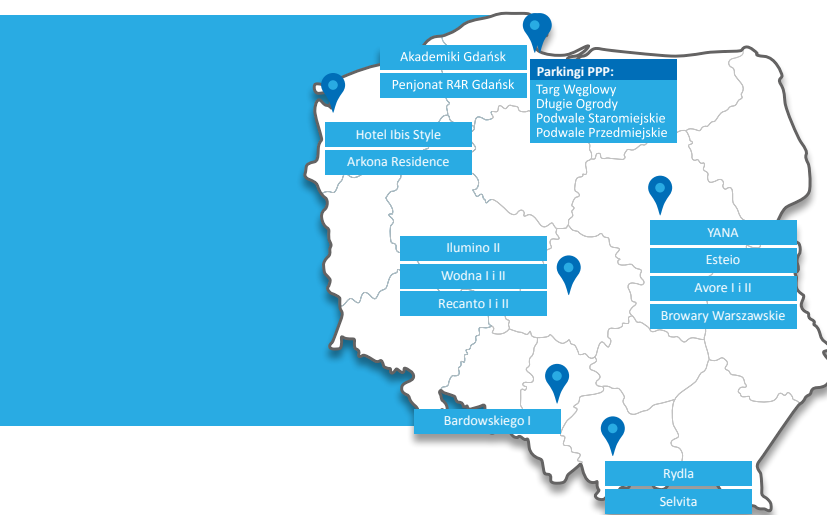 Akademiki Gdańsk
Penjonat R4R Gdańsk
Parkingi PPP:
Targ Węglowy
Długie Ogrody
Podwale Staromiejskie
Podwale Przedmiejskie
Hotel Ibis Style
Arkona Residence
YANA
Esteio
Avore I i II
Browary Warszawskie
Ilumino II
Wodna I i II
Recanto I i II
Bardowskiego I
Rydla
Selvita